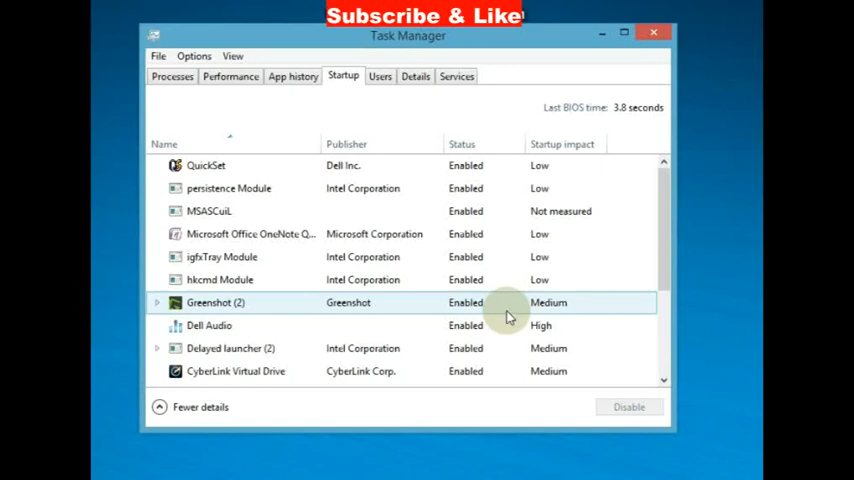 Subscribe & Like
Task Manager
File Options View
Processes Performance App history Startup Users Details Services
Last BIOS time: 3.8 seconds
Name Publisher Status Startup impact
QuickSet Dell Inc. Enabled Low
persistence Module Intel Corporation Enabled Low
MSASCuiL Enabled Not measured
Microsoft Office OneNote Q... Microsoft Corporation Enabled Low
igfxTray Module Intel Corporation Enabled Low
hkcmd Module Intel Corporation Enabled Low
Greenshot (2) Greenshot Enabled Medium
Dell Audio Enabled High
Delayed launcher (2) Intel Corporation Enabled Medium
CyberLink Virtual Drive CyberLink Corp. Enabled Medium
Fewer details Disable